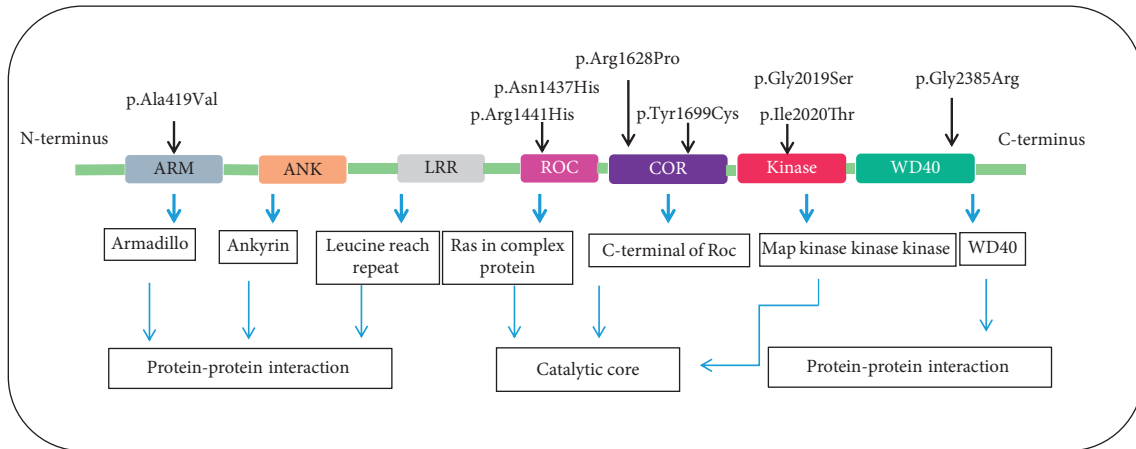 p.Arg1628Pro
p.Asn1437His
p.Gly2019Ser
p.Gly2385Arg
p.Ala419Val
p.Arg1441His
p.Tyr1699Cys
p.Ile2020Thr
N-terminus
C-terminus
ARM
ANK
LRR
ROC
COR
Kinase
WD40
Armadillo
Ankyrin
Leucine reach
repeat
Ras in complex
protein
C-terminal of Roc
Map kinase kinase kinase
WD40
Protein-protein interaction
Catalytic core
Protein-protein interaction